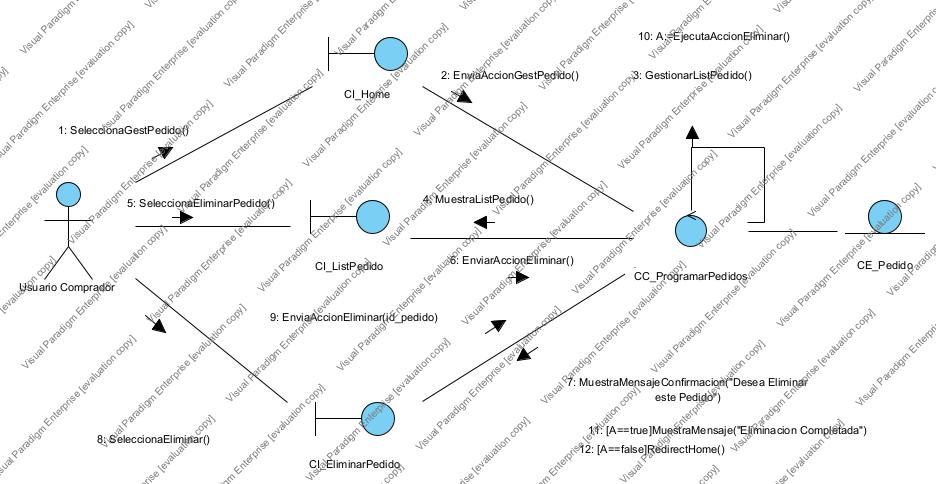 10: A:=EjecutaAccionEliminar()
2: EnviaAccionGestPedido()
3: GestionarListPedido()
CI_Home
1: SeleccionaGestPedido()
5: SeleccionaEliminarPedido()
4: MuestraListPedido()
CI_ListPedido
6: EnviarAccionEliminar()
CC_ProgramarPedidos
CE_Pedido
Usuario Comprador
9: EnviaAccionEliminar(id_pedido)
7: MuestraMensajeConfirmacion("Desea Eliminar
este Pedido")
8: SeleccionaEliminar()
11: [A==true]MuestraMensaje("Eliminacion Completada")
12: [A==false]RedirectHome()
CI_EliminarPedido
Visual Paradigm Enterprise [evaluation copy]